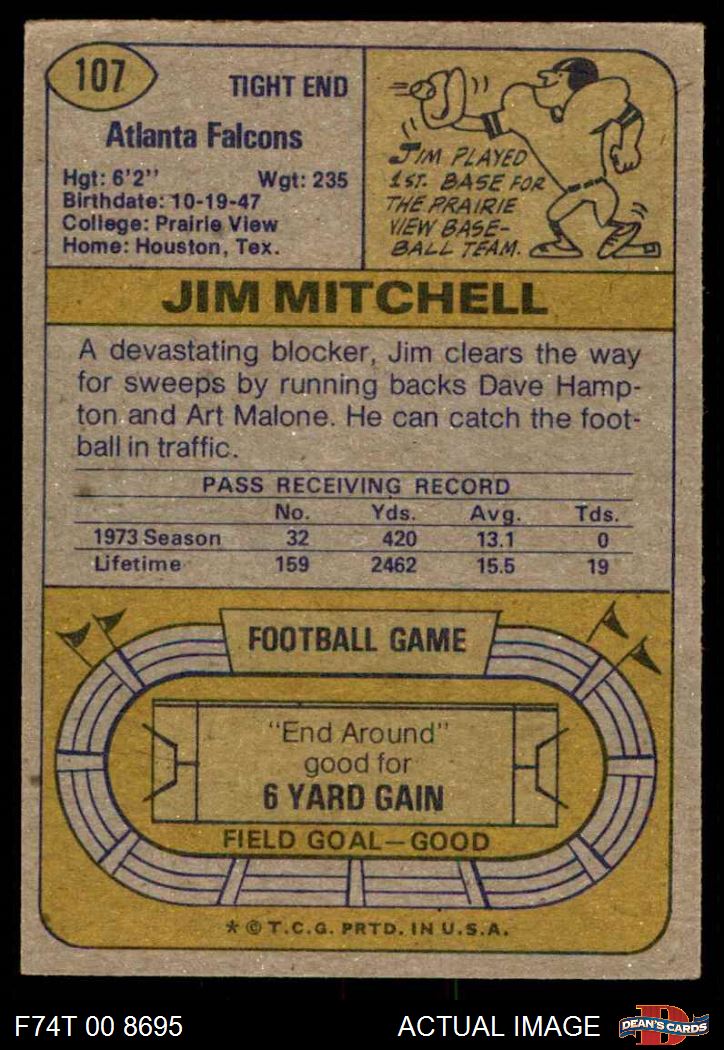 107
TIGHT END
Atlanta Falcons
Hgt: 6'2" Wgt: 235
Birthdate: 10-19-47
College: Prairie View
Home: Houston, Tex.
JIM PLAYED
1ST. BASE FOR
THE PRAIRIE
VIEW BASE-
BALL TEAM.
JIM MITCHELL
A devastating blocker, Jim clears the way
for sweeps by running backs Dave Hamp-
ton and Art Malone. He can catch the foot-
ball in traffic.
PASS RECEIVING RECORD
No. Yds. Avg. Tds.
1973 Season 32 420 13.1 0
Lifetime 159 2462 15.5 19
FOOTBALL GAME
"End Around"
good for
6 YARD GAIN
FIELD GOAL—GOOD
* © T.C.G. PRTD. IN U.S.A.
F74T 00 8695 ACTUAL IMAGE D DEAN'S CARDS